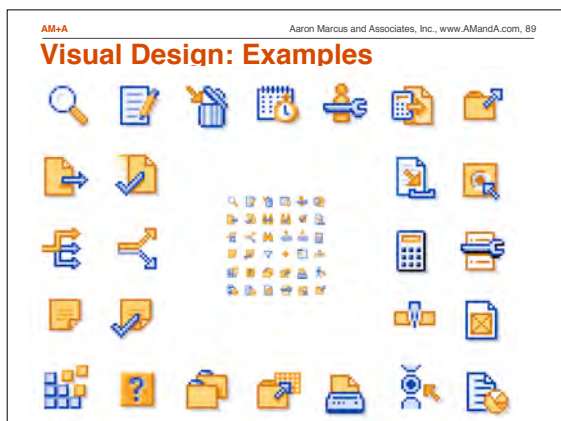 AM+A Aaron Marcus and Associates, Inc., www.AMandA.com, 89
Visual Design: Examples
?